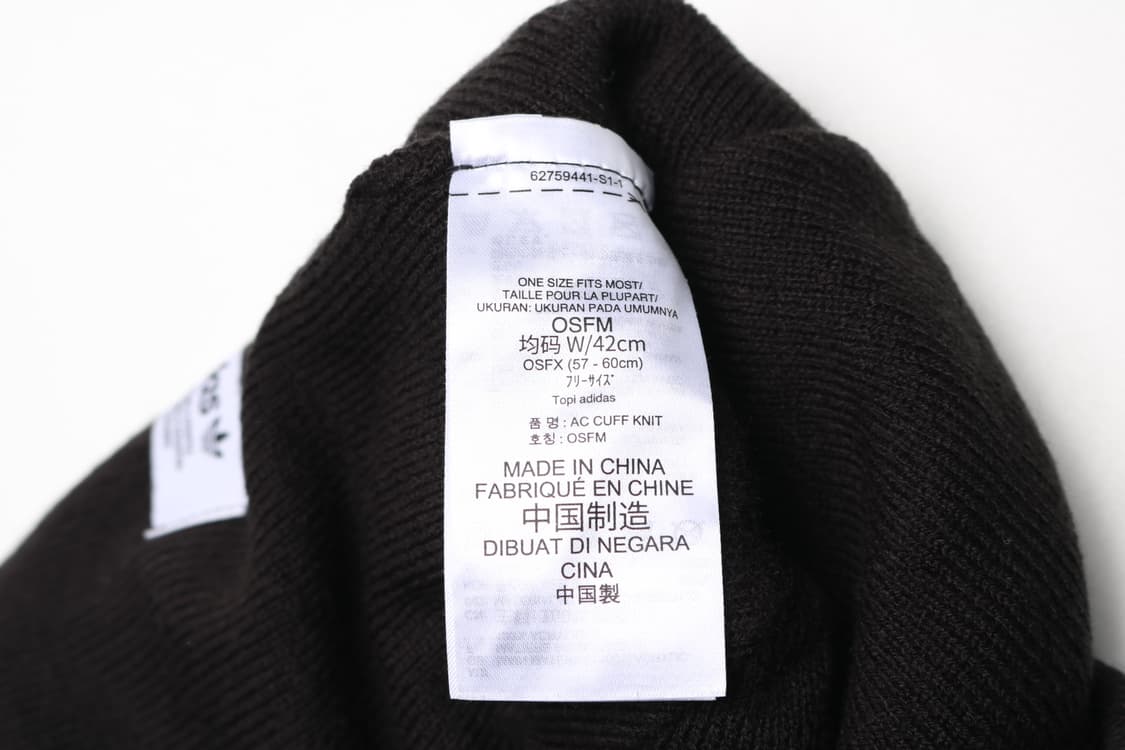 62759441-S1-1
ONE SIZE FITS MOST/
TAILLE POUR LA PLUPART/
UKURAN: UKURAN PADA UMUMNYA
OSFM
均码 W/42cm
OSFX (57 - 60cm)
ﾌﾘｰｻｲｽﾞ
Topi adidas
품 명 : AC CUFF KNIT
호칭 : OSFM
MADE IN CHINA
FABRIQUÉ EN CHINE
中国制造
DIBUAT DI NEGARA
CINA
中国製